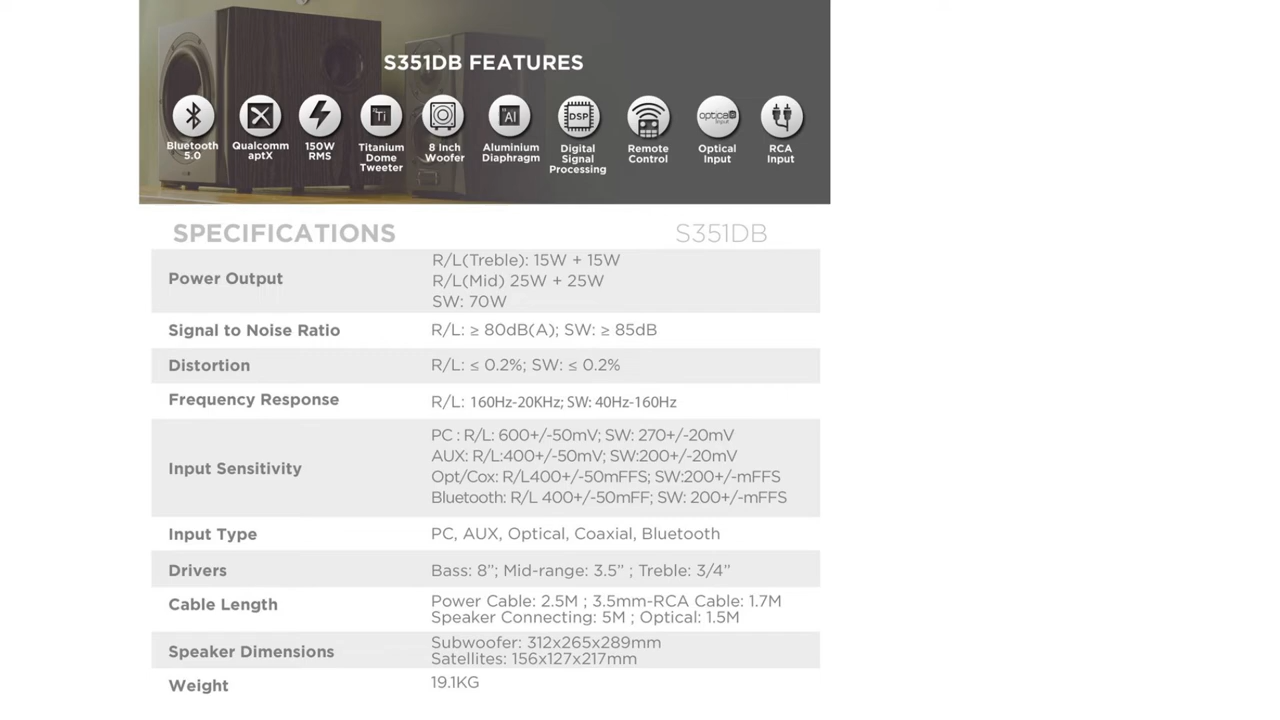 S351DB FEATURES
Bluetooth 5.0
Qualcomm aptX
150W RMS
Ti
Titanium Dome Tweeter
8 Inch Woofer
Al
Aluminium Diaphragm
DSP
Digital Signal Processing
Remote Control
optical Input
Optical Input
RCA Input
SPECIFICATIONS S351DB
Power Output
R/L(Treble): 15W + 15W
R/L(Mid) 25W + 25W
SW: 70W
Signal to Noise Ratio R/L: ≥ 80dB(A); SW: ≥ 85dB
Distortion R/L: ≤ 0.2%; SW: ≤ 0.2%
Frequency Response R/L: 160Hz-20KHz; SW: 40Hz-160Hz
Input Sensitivity
PC : R/L: 600+/-50mV; SW: 270+/-20mV
AUX: R/L:400+/-50mV; SW:200+/-20mV
Opt/Cox: R/L400+/-50mFFS; SW:200+/-mFFS
Bluetooth: R/L 400+/-50mFF; SW: 200+/-mFFS
Input Type PC, AUX, Optical, Coaxial, Bluetooth
Drivers Bass: 8”; Mid-range: 3.5” ; Treble: 3/4”
Cable Length
Power Cable: 2.5M ; 3.5mm-RCA Cable: 1.7M
Speaker Connecting: 5M ; Optical: 1.5M
Speaker Dimensions
Subwoofer: 312x265x289mm
Satellites: 156x127x217mm
Weight 19.1KG